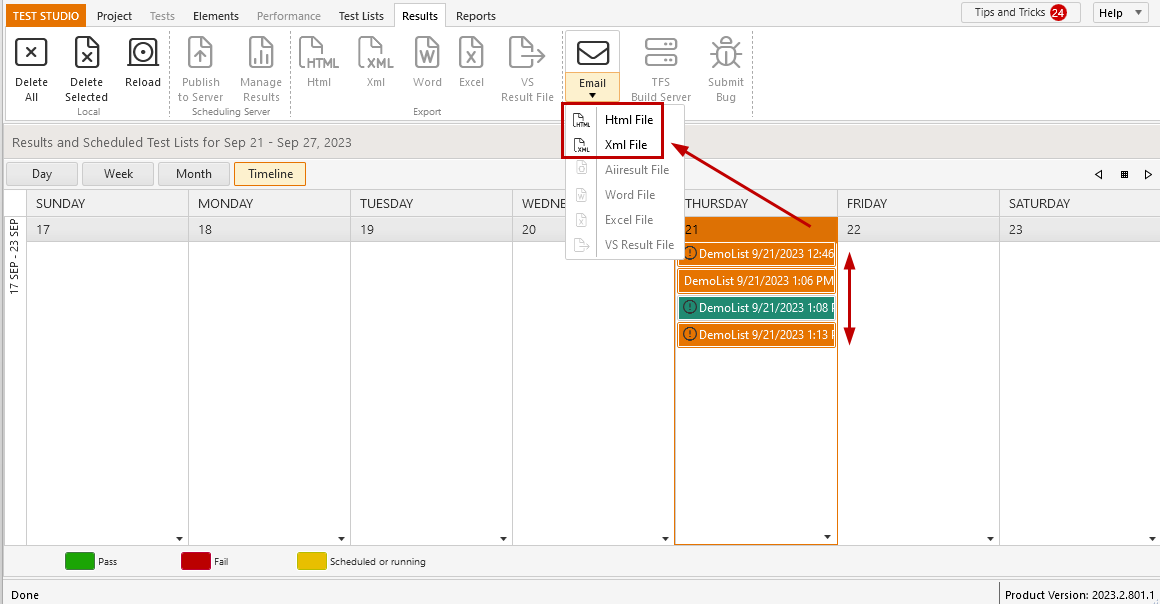 TEST STUDIO Project Tests Elements Performance Test Lists Results Reports Tips and Tricks 24 Help
Delete All
Delete Selected
Reload
Local
Publish to Server
Manage Results
Scheduling Server
HTML Html
XML Xml
W Word
X Excel
VS Result File
Export
Email
TFS Build Server
Submit Bug
HTML Html File
XML Xml File
Aiiresult File
W Word File
X Excel File
VS Result File
Results and Scheduled Test Lists for Sep 21 - Sep 27, 2023
Day Week Month Timeline
SUNDAY MONDAY TUESDAY WEDNE THURSDAY FRIDAY SATURDAY
17 SEP - 23 SEP
17 18 19 20 21 22 23
DemoList 9/21/2023 12:46
DemoList 9/21/2023 1:06 PM
DemoList 9/21/2023 1:08
DemoList 9/21/2023 1:13
Pass Fail Scheduled or running
Done Product Version: 2023.2.801.1